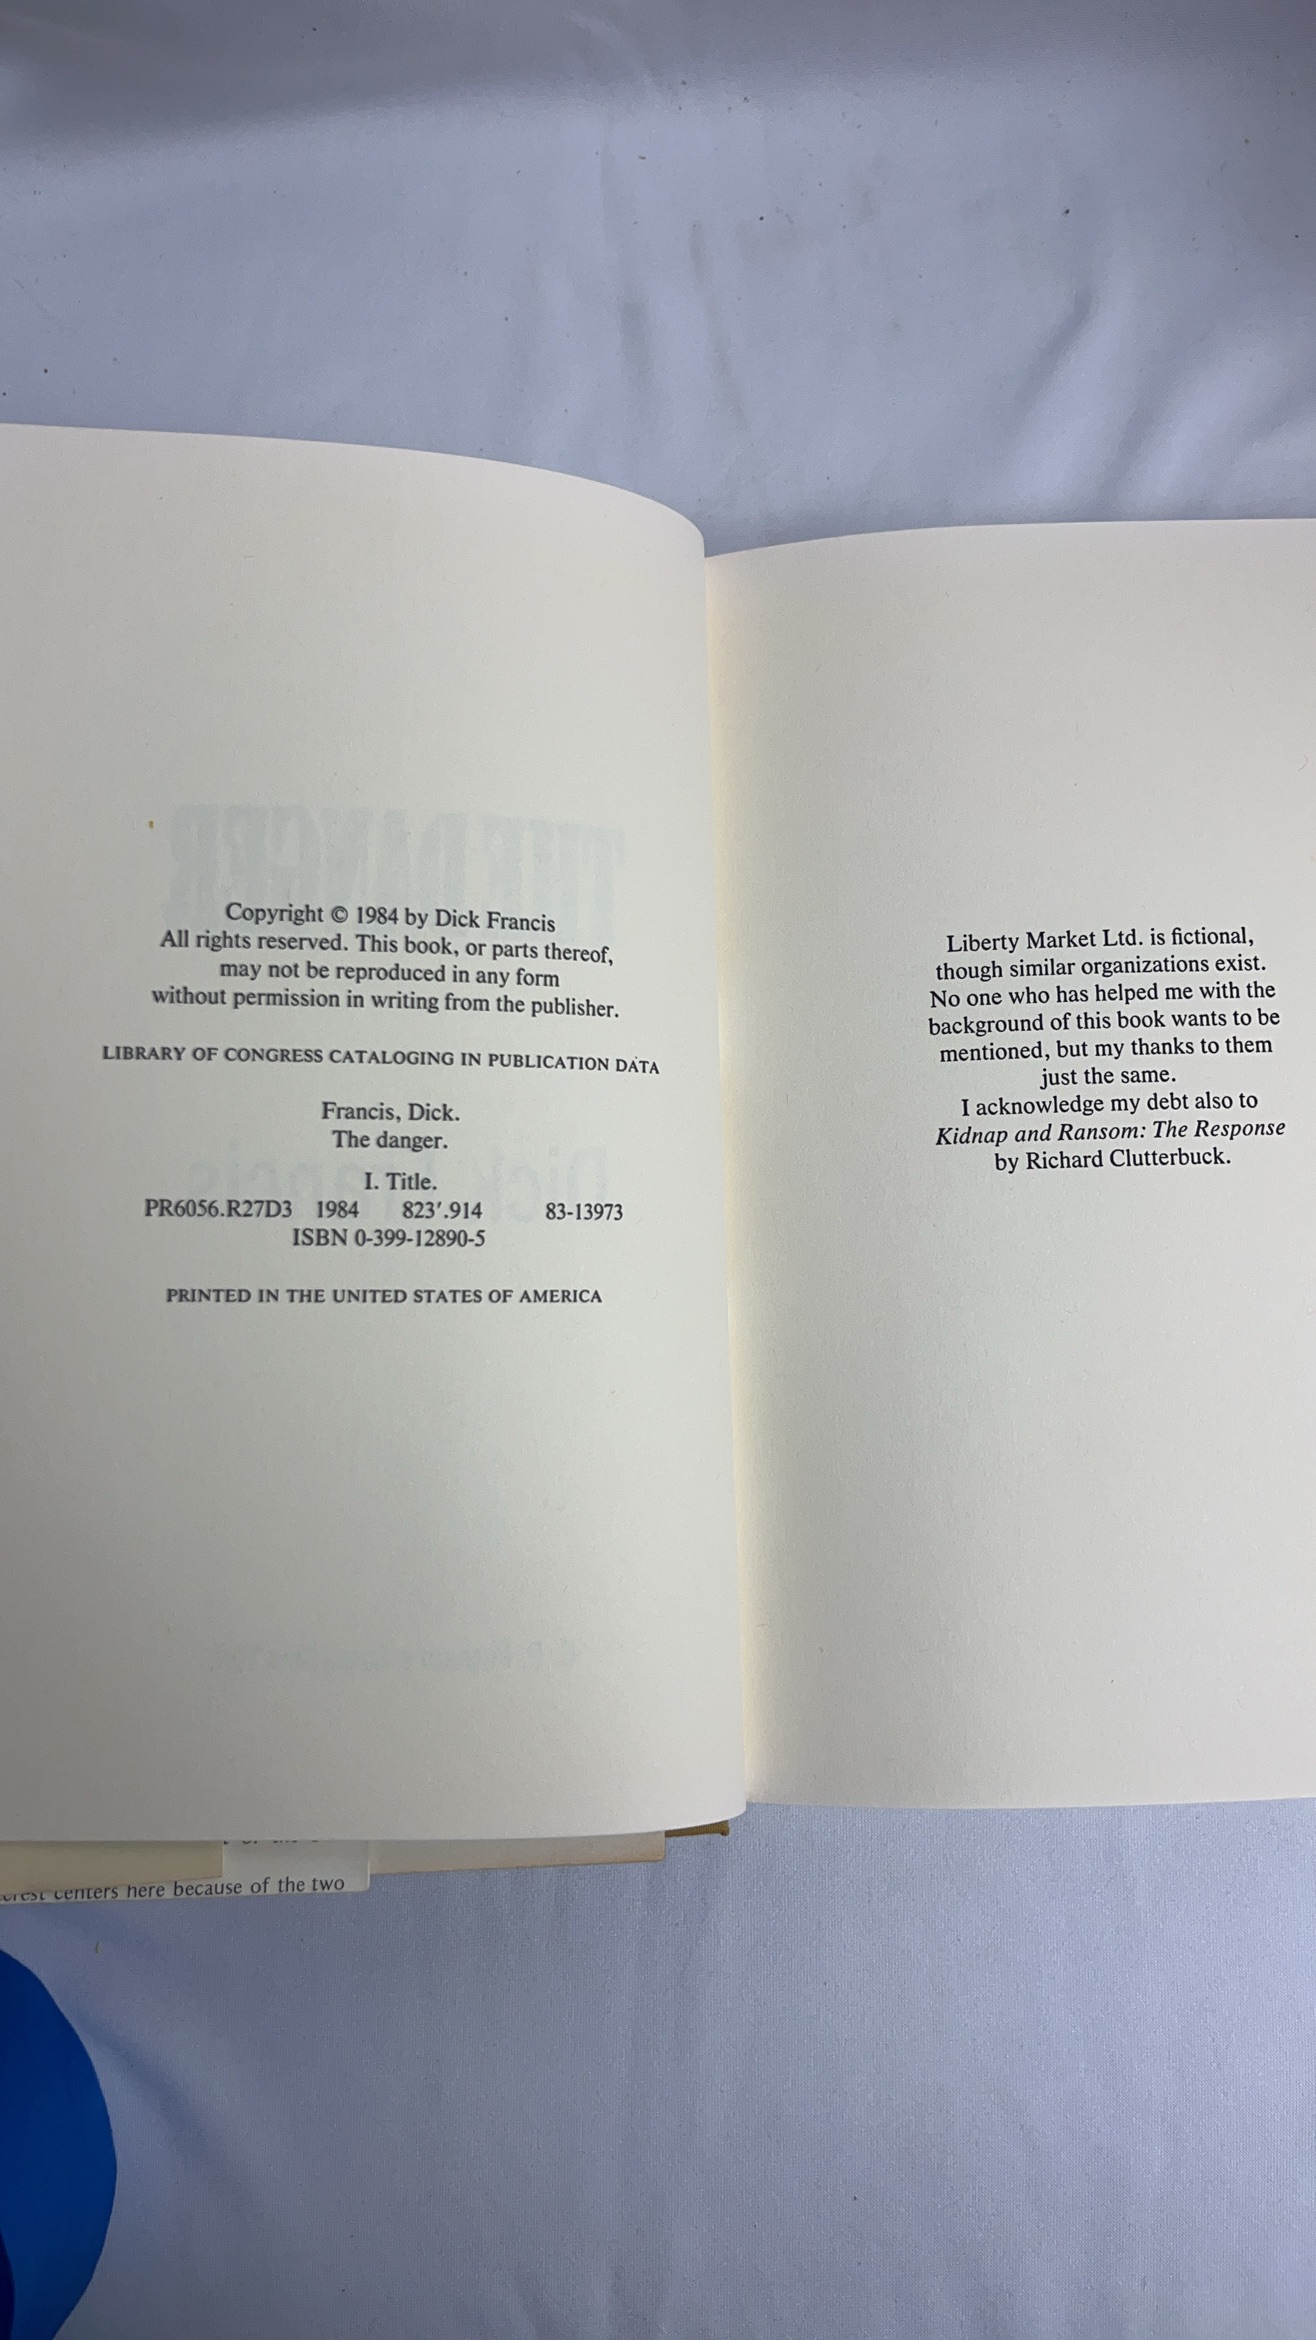 Copyright © 1984 by Dick Francis
All rights reserved. This book, or parts thereof,
may not be reproduced in any form
without permission in writing from the publisher.
LIBRARY OF CONGRESS CATALOGING IN PUBLICATION DATA
Francis, Dick.
The danger.
I. Title.
PR6056.R27D3 1984 823′.914 83-13973
ISBN 0-399-12890-5
PRINTED IN THE UNITED STATES OF AMERICA
centers here because of the two
Liberty Market Ltd. is fictional,
though similar organizations exist.
No one who has helped me with the
background of this book wants to be
mentioned, but my thanks to them
just the same.
I acknowledge my debt also to
Kidnap and Ransom: The Response
by Richard Clutterbuck.